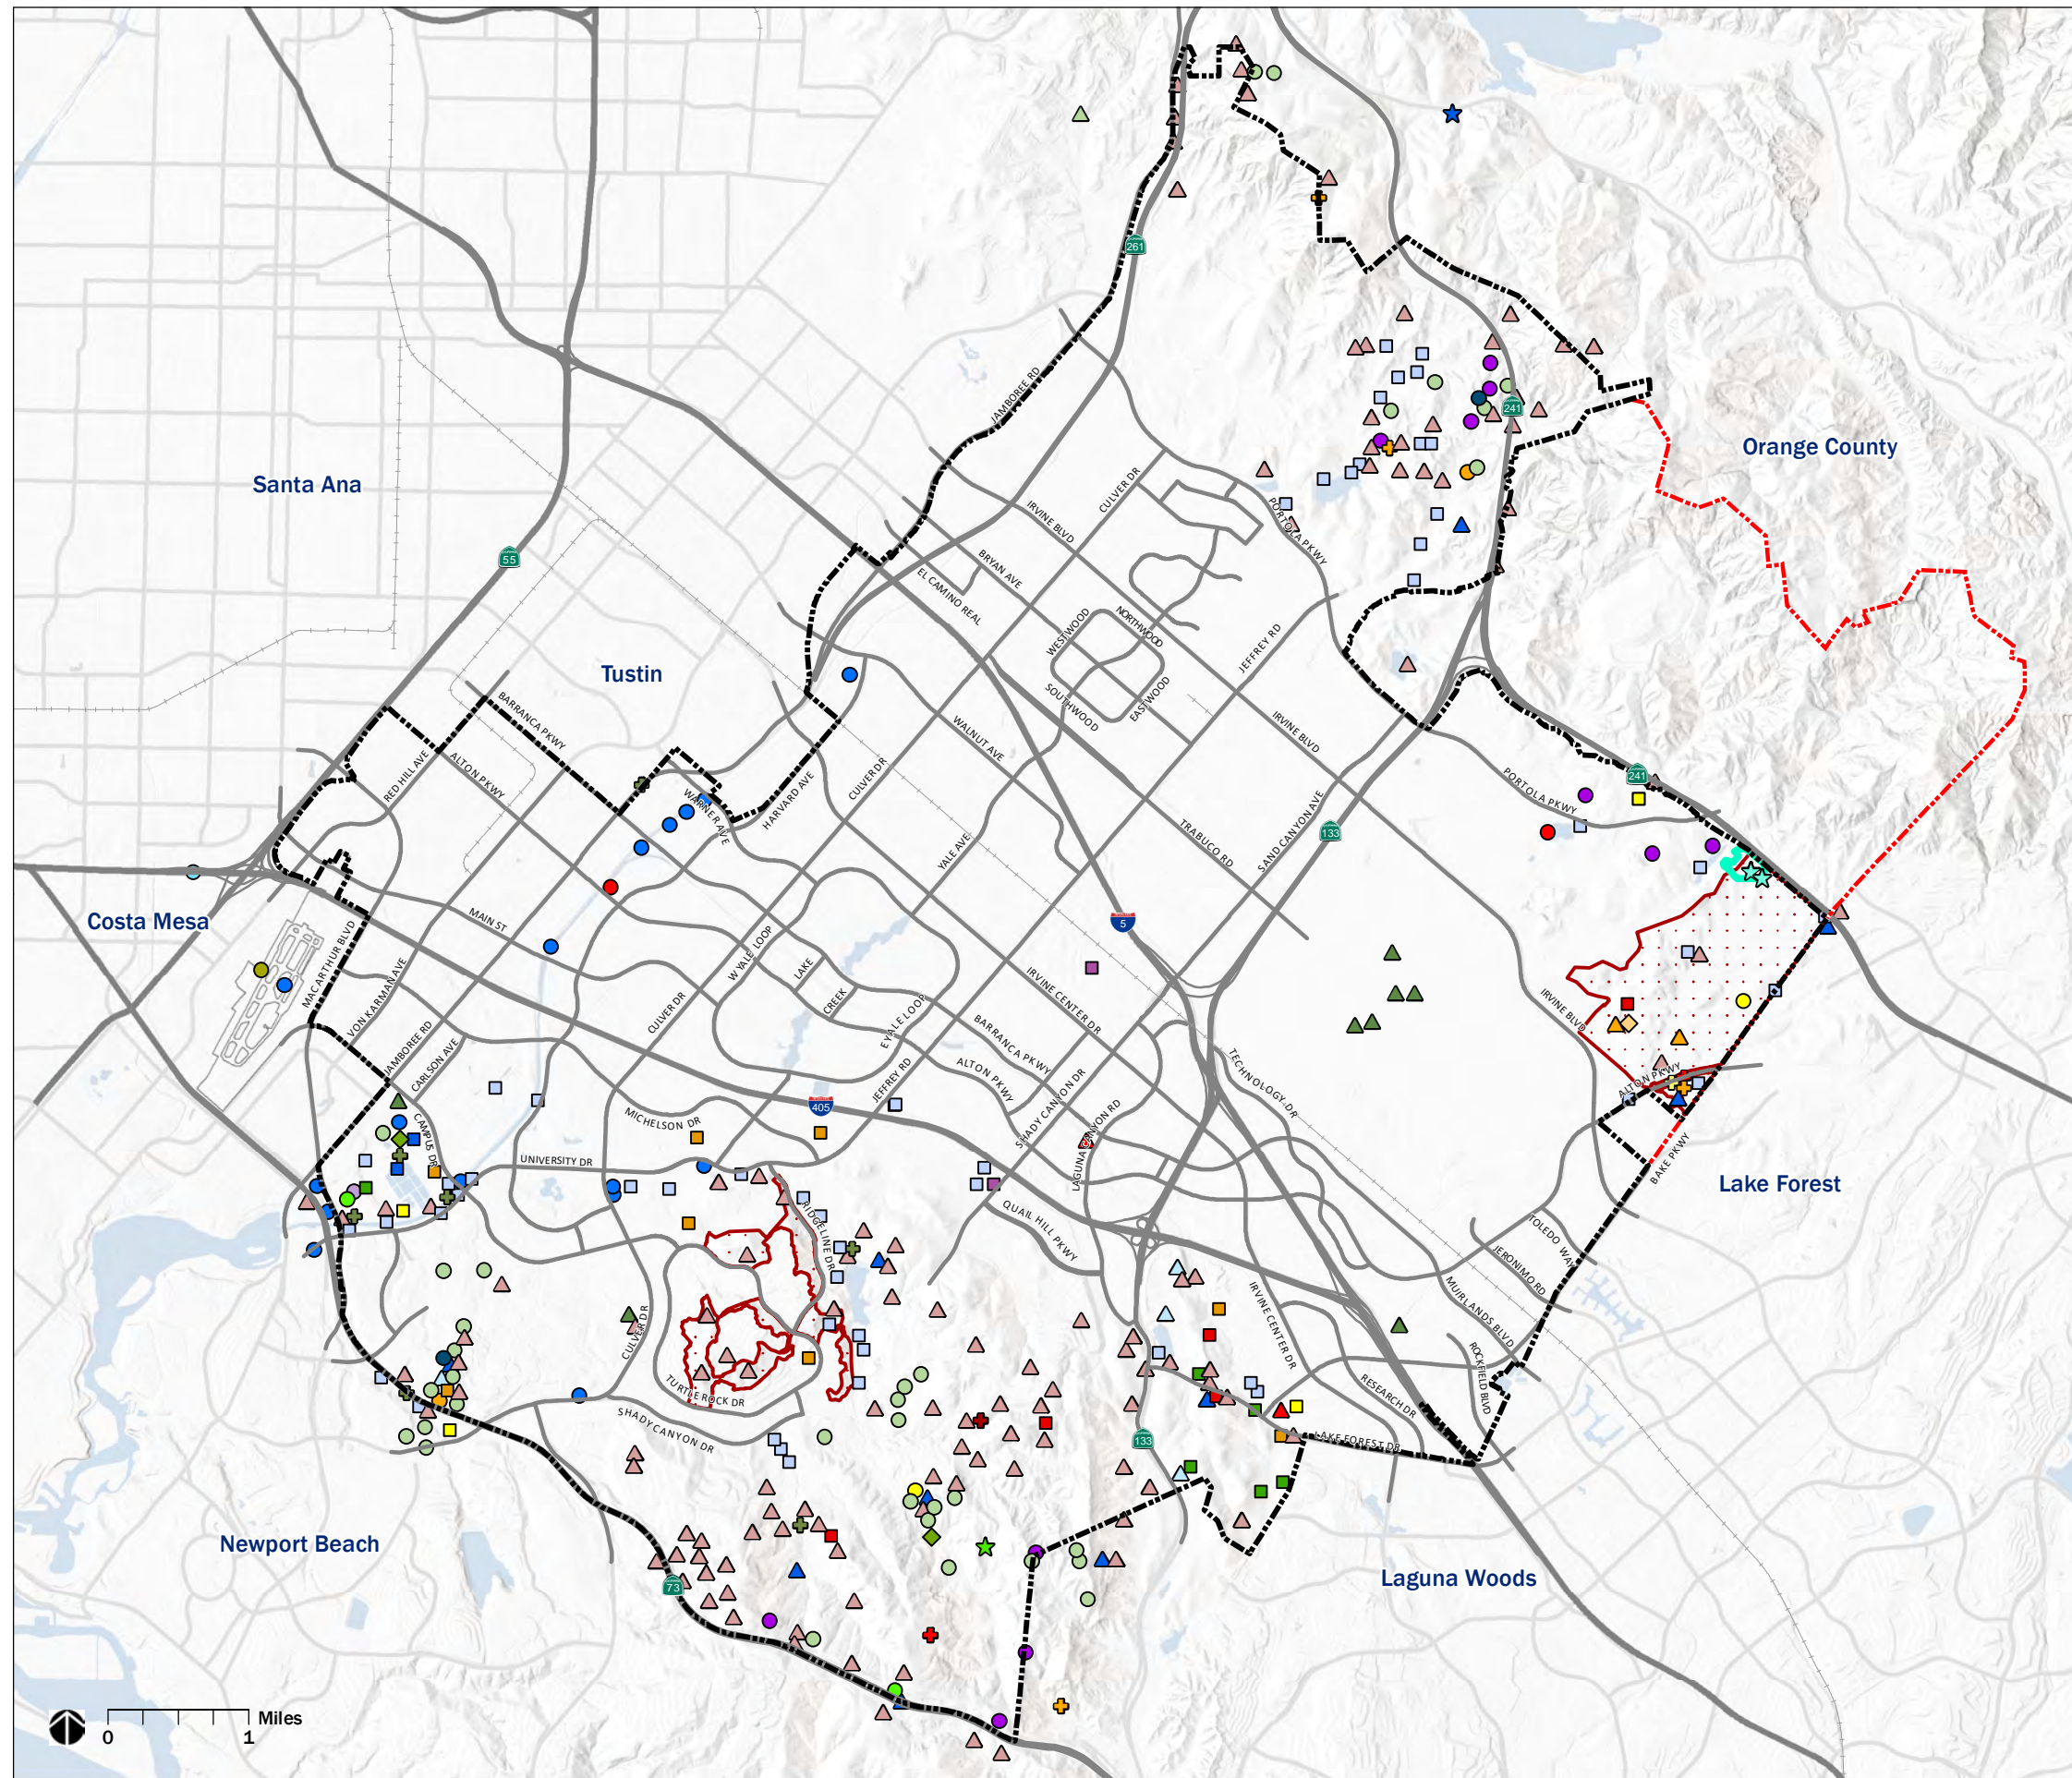 261
JAMBOREE RD
241
Orange County
Santa Ana
CULVER DR
IRVINE BLVD
PORTOLA PKWY
55
BRYAN AVE
EL CAMINO REAL
WESTWOOD
NORTHWOOD
JEFFREY RD
Tustin
SOUTHWOOD
EASTWOOD
BARRANCA PKWY
WALNUT AVE
IRVINE BLVD
RED HILL AVE
ALTON PKWY
CULVER DR
241
PORTOLA PKWY
WARNER AVE
HARVARD AVE
SAND CANYON AVE
133
TRABUCO RD
YALE AVE
Costa Mesa
MAIN ST
5
MACARTHUR BLVD
W YALE LOOP
LAKE
VON KARMAN AVE
CREEK
IRVINE CENTER DR
CULVER DR
E YALE LOOP
IRVINE BLVD
JAMBOREE RD
BARRANCA PKWY
CARLSON AVE
ALTON PKWY
JEFFREY RD
TECHNOLOGY DR
ALTON PKWY
405
SHADY CANYON DR
MICHELSON DR
CAMPUS DR
LAGUNA CANYON RD
UNIVERSITY DR
BAKE PKWY
Lake Forest
RIDGELINE DR
QUAIL HILL PKWY
TOLEDO WAY
JERONIMO RD
IRVINE CENTER DR
MUIRLANDS BLVD
CULVER DR
ROCKFIELD BLVD
TURTLE ROCK DR
RESEARCH DR
SHADY CANYON DR
133
LAKE FOREST DR
Newport Beach
73
Laguna Woods
Miles
0 1